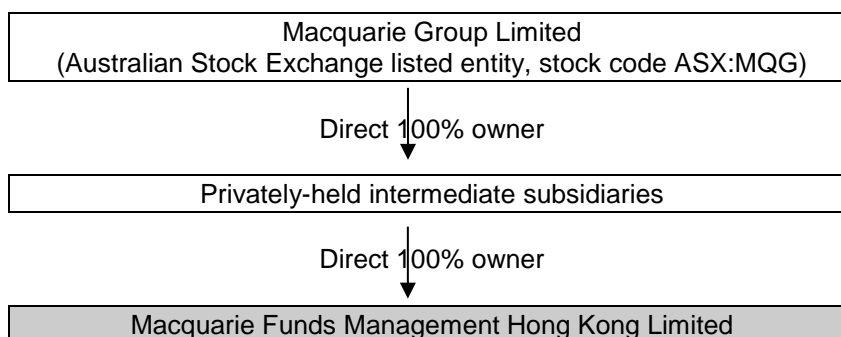 Macquarie Group Limited
(Australian Stock Exchange listed entity, stock code ASX:MQG)
Direct 100% owner
Privately-held intermediate subsidiaries
Direct 100% owner
Macquarie Funds Management Hong Kong Limited